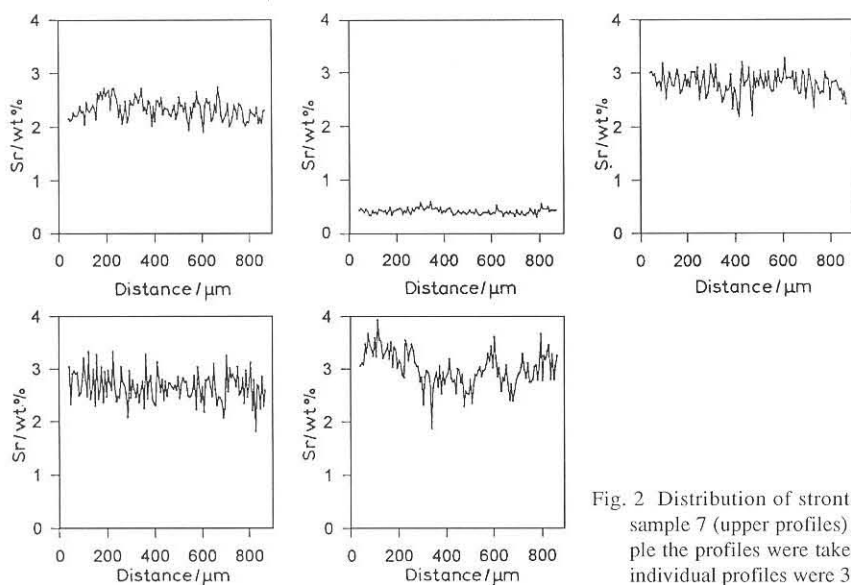 4
3
2
1
0
Sr/wt%
0 200 400 600 800
Distance/μm
4
3
2
1
0
Sr/wt%
0 200 400 600 800
Distance/μm
4
3
2
1
0
Sr/wt%
0 200 400 600 800
Distance/μm
4
3
2
1
0
Sr/wt%
0 200 400 600 800
Distance/μm
4
3
2
1
0
Sr/wt%
0 200 400 600 800
Distance/μm
Fig. 2 Distribution of stront
sample 7 (upper profiles)
ple the profiles were take
individual profiles were 3